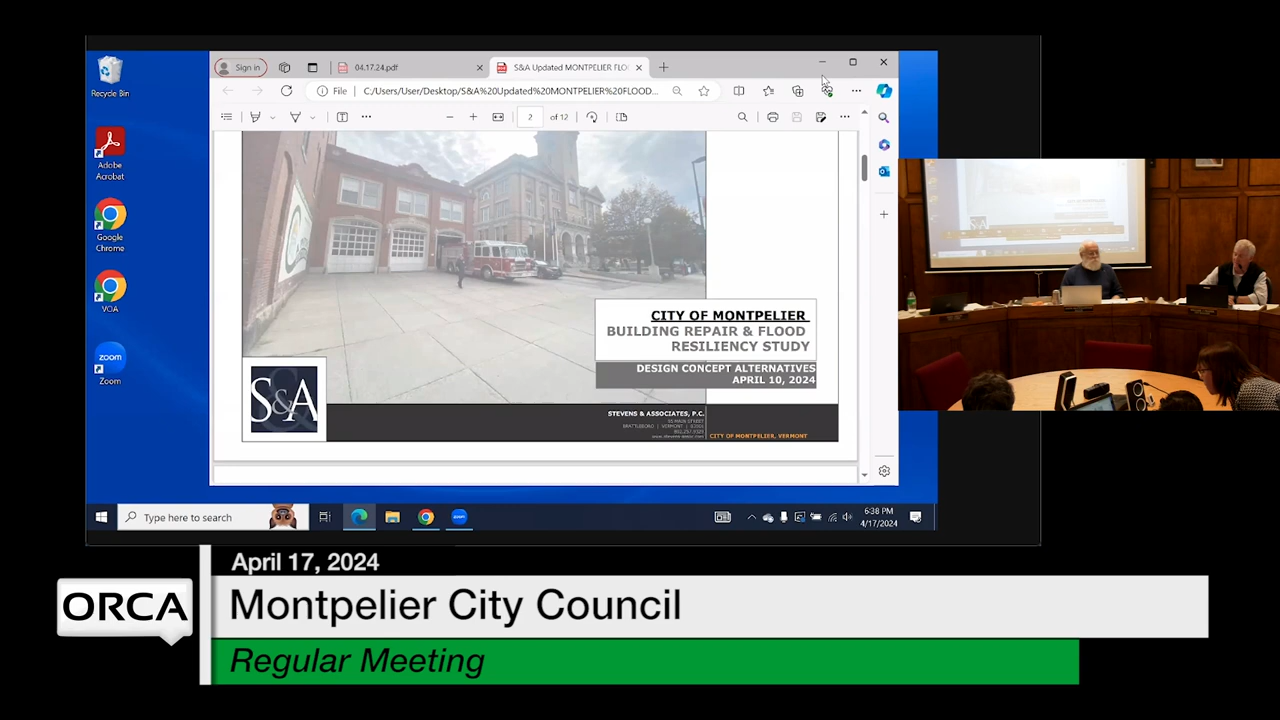 Recycle Bin
Adobe
Acrobat
Google
Chrome
VOA
zoom
Zoom
Sign in
04.17.24.pdf
S&A Updated MONTPELIER FLO
File
C:/Users/User/Desktop/S&A%20Updated%20MONTPELIER%20FLOOD...
2
of 12
CITY OF MONTPELIER
BUILDING REPAIR & FLOOD
RESILIENCY STUDY
DESIGN CONCEPT ALTERNATIVES
APRIL 10, 2024
S&A
STEVENS & ASSOCIATES, P.C.
CITY OF MONTPELIER, VERMONT
Type here to search
zoom
6:38 PM
4/17/2024
April 17, 2024
ORCA
Montpelier City Council
Regular Meeting